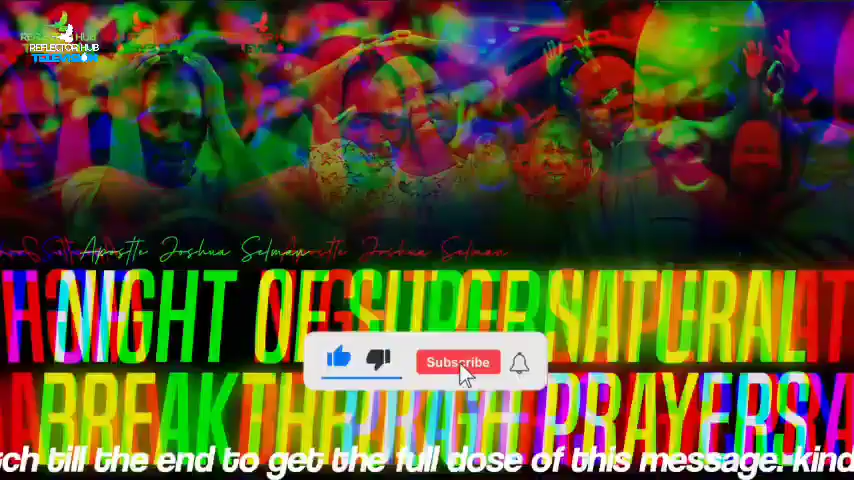 REFLECTOR HUB
TELEVISION
Apostle Joshua Selman
NIGHT OF SUPERNATURAL
BREAKTHROUGH PRAYERS
Subscribe
tch till the end to get the full dose of this message. kind